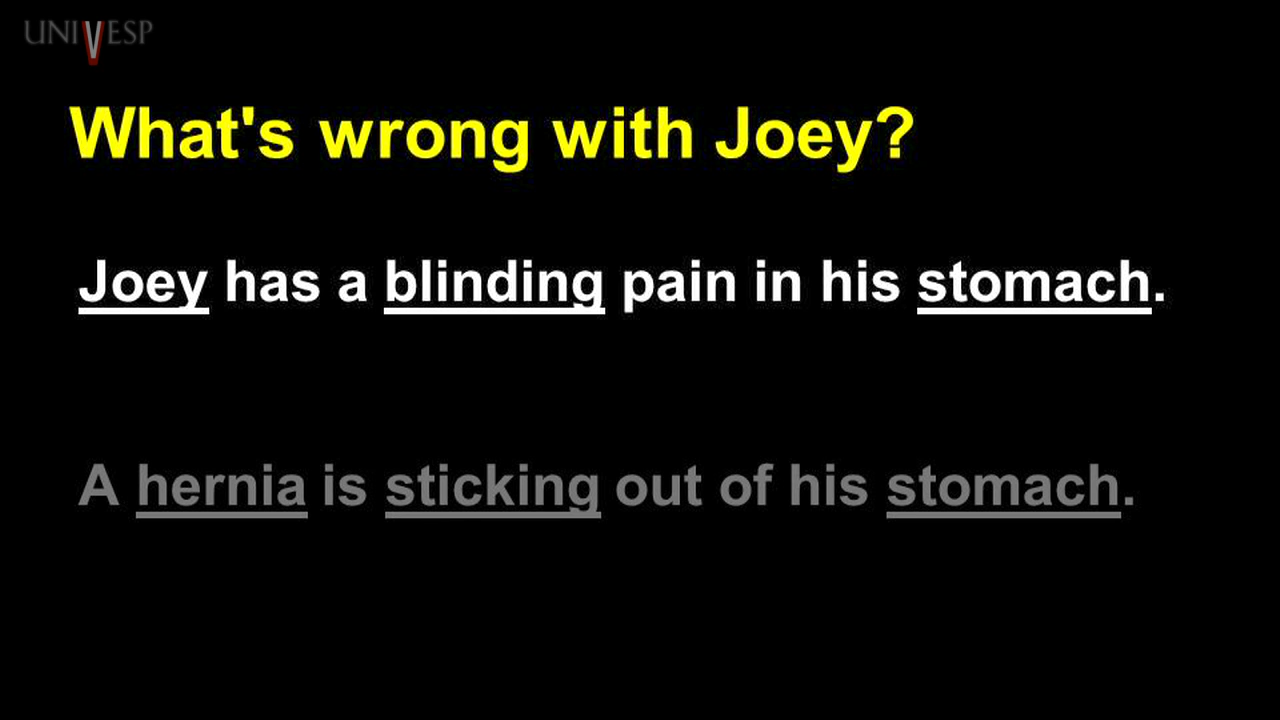 UNIVESP
What's wrong with Joey?
Joey has a blinding pain in his stomach.
A hernia is sticking out of his stomach.